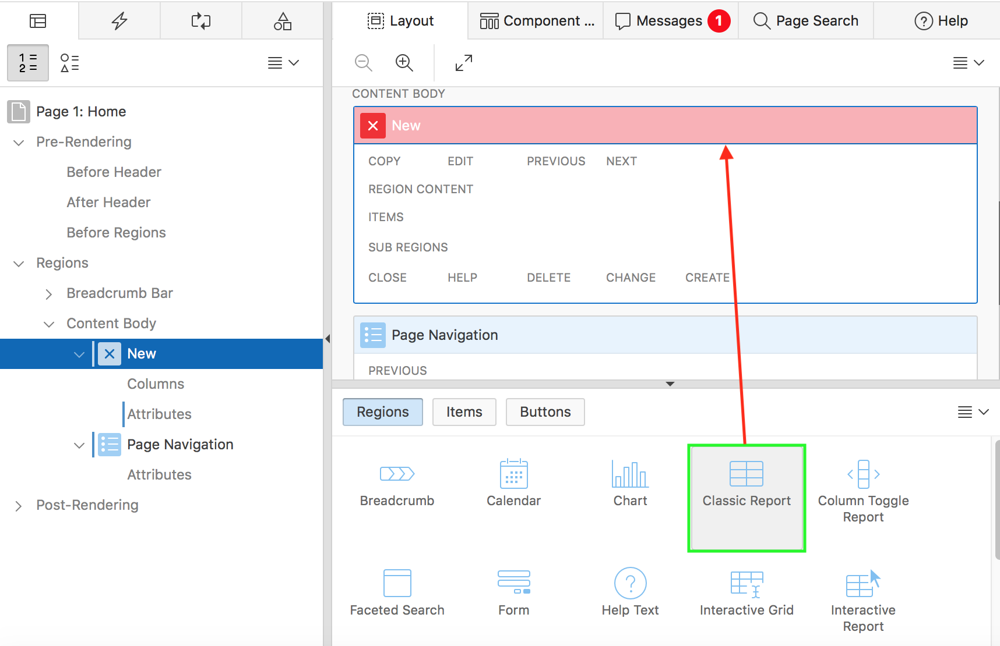 Layout
Component ...
Messages 1
Page Search
Help
1
2
Page 1: Home
Pre-Rendering
Before Header
After Header
Before Regions
Regions
Breadcrumb Bar
Content Body
New
Columns
Attributes
Page Navigation
Attributes
Post-Rendering
CONTENT BODY
New
COPY EDIT PREVIOUS NEXT
REGION CONTENT
ITEMS
SUB REGIONS
CLOSE HELP DELETE CHANGE CREATE
Page Navigation
PREVIOUS
Regions Items Buttons
Breadcrumb
Calendar
Chart
Classic Report
Column Toggle
Report
Faceted Search
Form
Help Text
Interactive Grid
Interactive
Report